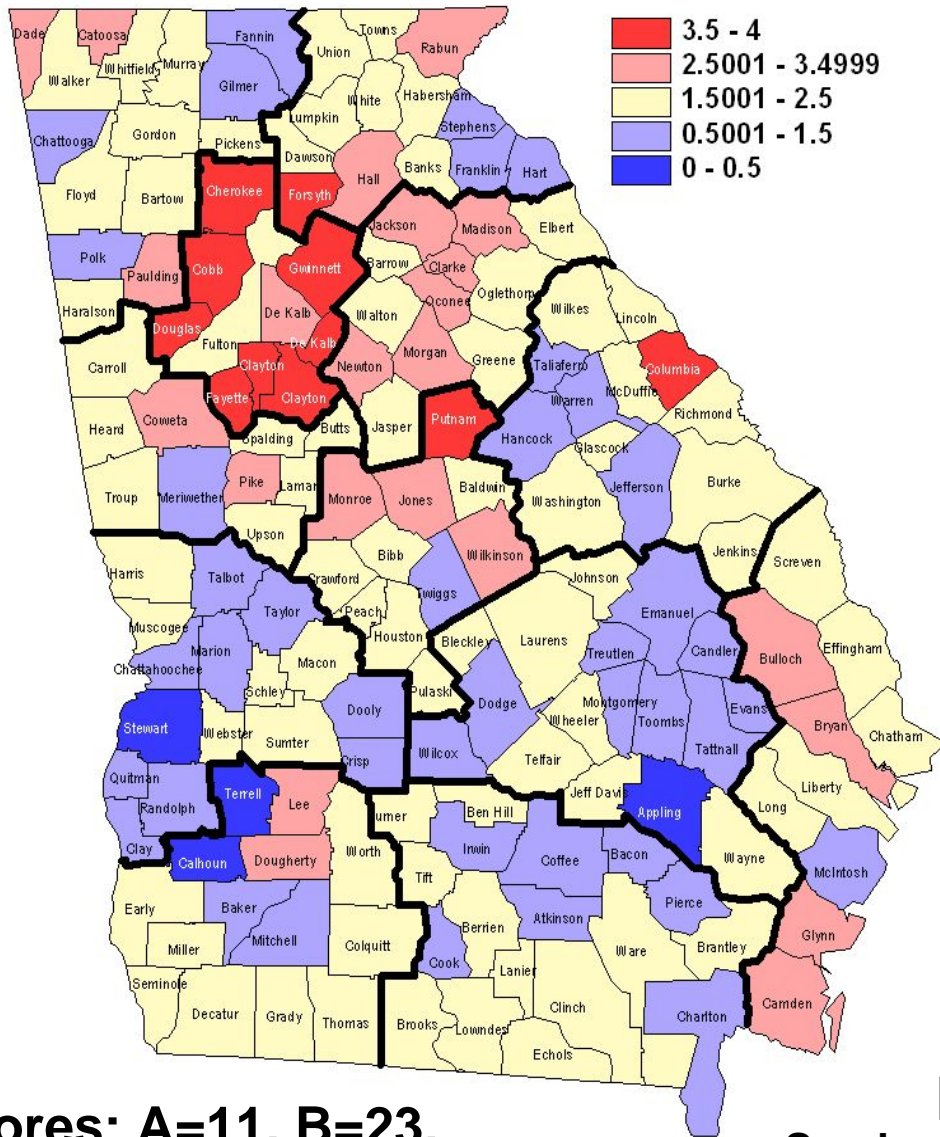 3.5 - 4
2.5001 - 3.4999
1.5001 - 2.5
0.5001 - 1.5
0 - 0.5
Dade
Catoosa
Fannin
Towns
Union
Rabun
Whitfield
Murray
Walker
Gilmer
White
Habersham
Lumpkin
Stephens
Chattooga
Gordon
Pickens
Dawson
Hall
Banks
Franklin
Hart
Floyd
Bartow
Cherokee
Forsyth
Jackson
Madison
Elbert
Polk
Paulding
Cobb
Gwinnett
Barrow
Clarke
Oconee
Oglethorp
Haralson
Douglas
De Kalb
Walton
Wilkes
Lincoln
Fulton
De Kalb
Carroll
Clayton
Newton
Morgan
Greene
Taliaferro
Columbia
McDuffie
Warren
Richmond
Fayette
Clayton
Heard
Coweta
Spalding
Butts
Jasper
Putnam
Hancock
Glascock
Troup
Meriwether
Pike
Lamar
Monroe
Jones
Baldwin
Washington
Jefferson
Burke
Upson
Bibb
Wilkinson
Jenkins
Screven
Harris
Talbot
Crawford
Twiggs
Johnson
Taylor
Peach
Emanuel
Muscogee
Houston
Bleckley
Laurens
Treutlen
Candler
Bulloch
Effingham
Chattahoochee
Marion
Macon
Schley
Pulaski
Dodge
Montgomery
Evans
Stewart
Webster
Sumter
Dooly
Wheeler
Toombs
Tattnall
Bryan
Chatham
Wilcox
Telfair
Crisp
Quitman
Randolph
Terrell
Lee
Jeff Davis
Appling
Liberty
Long
Clay
urner
Ben Hill
Calhoun
Dougherty
Worth
Irwin
Coffee
Bacon
Wayne
McIntosh
Tift
Early
Baker
Mitchell
Pierce
Atkinson
Glynn
Miller
Colquitt
Berrien
Cook
Ware
Brantley
Lanier
Seminole
Decatur
Grady
Thomas
Brooks
Lowndes
Clinch
Echols
Charlton
Camden
ores: A=11, B=23,